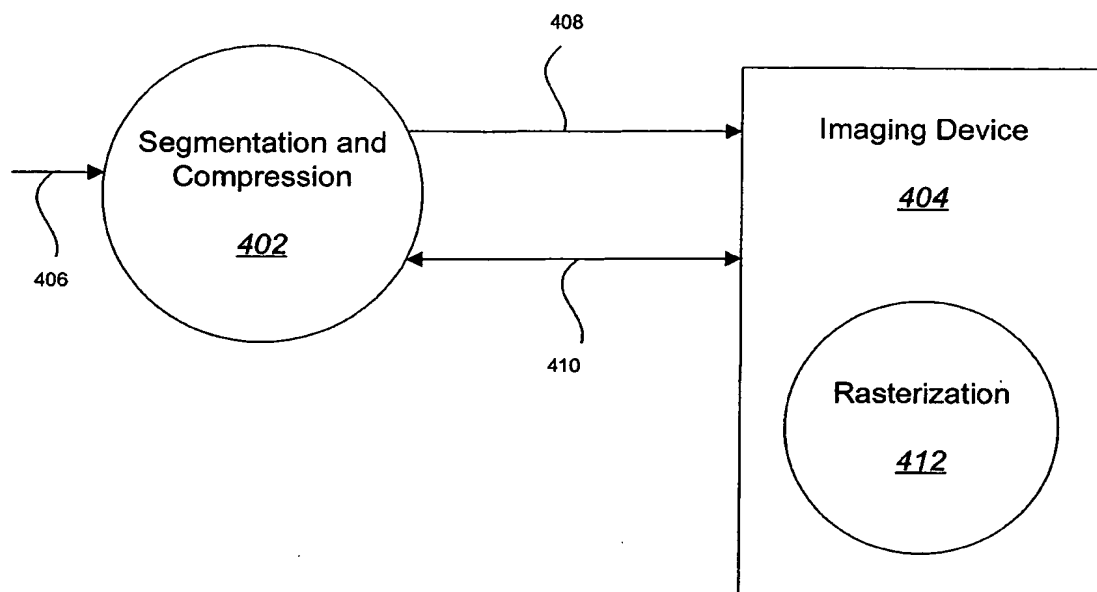 408
Segmentation and
Compression
402
406
410
Imaging Device
404
Rasterization
412